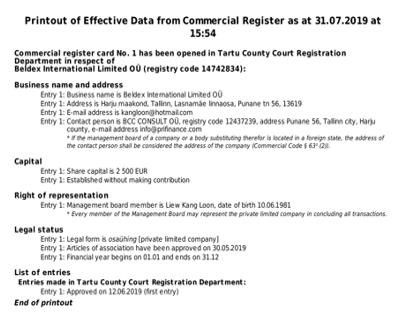 Printout of Effective Data from Commercial Register as at 31.07.2019 at
15:54
Commercial register card No. 1 has been opened in Tartu County Court Registration
Department in respect of
Beldex International Limited OÜ (registry code 14742834):
Business name and address
Entry 1: Business name is Beldex International Limited OÜ
Entry 1: Address is Harju maakond, Tallinn, Lasnamäe linnaosa, Punane tn 56, 13619
Entry 1: E-mail address is kangloon@hotmail.com
Entry 1: Contact person is BCC CONSULT OÜ, registry code 12437239, address Punane 56, Tallinn city, Harju
county, e-mail address info@prifinance.com
* If the management board of a company or a body substituting therefor is located in a foreign state, the address of
the contact person shall be considered the address of the company (Commercial Code § 63¹ (2)).
Capital
Entry 1: Share capital is 2 500 EUR
Entry 1: Established without making contribution
Right of representation
Entry 1: Management board member is Liew Kang Loon, date of birth 10.06.1981
* Every member of the Management Board may represent the private limited company in concluding all transactions.
Legal status
Entry 1: Legal form is osaühing [private limited company]
Entry 1: Articles of association have been approved on 30.05.2019
Entry 1: Financial year begins on 01.01 and ends on 31.12
List of entries
Entries made in Tartu County Court Registration Department:
Entry 1: Approved on 12.06.2019 (first entry)
End of printout